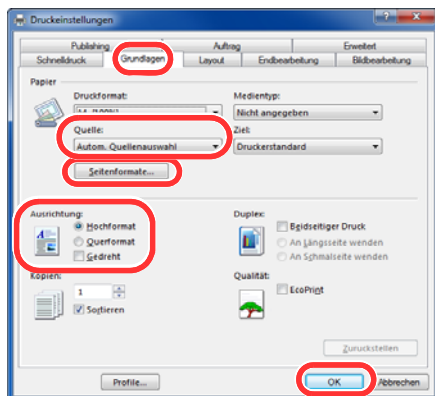 Druckeinstellungen
Publishing Auftrag Erweitert
Schnelldruck Grundlagen Layout Endbearbeitung Bildbearbeitung
Papier
Druckformat: Medientyp:
Nicht angegeben
Quelle: Ziel:
Autom. Quellenauswahl Druckerstandard
Seitenformate...
Ausrichtung: Duplex:
Hochformat Beidseitiger Druck
Querformat An Längsseite wenden
Gedreht An Schmalseite wenden
Kopien: Qualität:
1 EcoPrint
Sortieren
Zurückstellen
Profile... OK Abbrechen